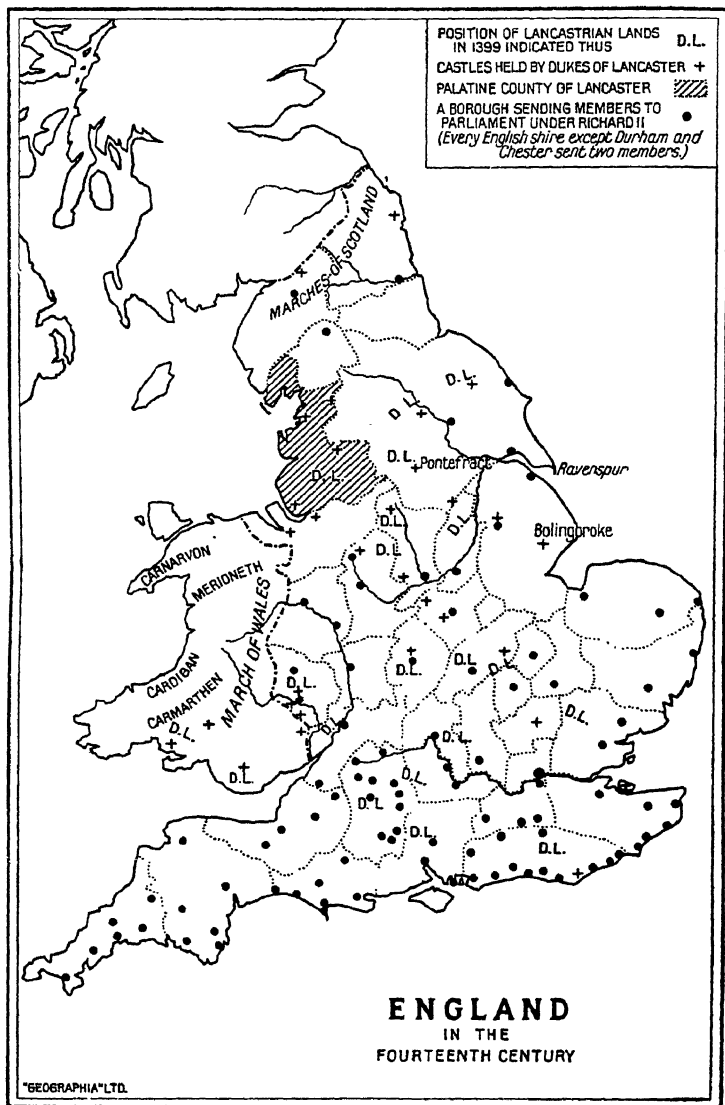 POSITION OF LANCASTRIAN LANDS
IN 1399 INDICATED THUS D.L.
CASTLES HELD BY DUKES OF LANCASTER +
PALATINE COUNTY OF LANCASTER
A BOROUGH SENDING MEMBERS TO
PARLIAMENT UNDER RICHARD II
(Every English shire except Durham and
Chester sent two members.)
MARCHES OF SCOTLAND
D.L.
D.L.
D.L.
Pontefract
Ravenspur
D.L.
D.L.
D.L.
D.L.
Bolingbroke
CARNARVON
MERIONETH
CARDIGAN
CARMARTHEN
MARCH OF WALES
D.L.
D.L.
D.L.
D.L.
D.L.
D.L.
D.L.
D.L.
D.L.
D.L.
D.L.
D.L.
D.L.
D.L.
ENGLAND
IN THE
FOURTEENTH CENTURY
"GEOGRAPHIA" LTD.